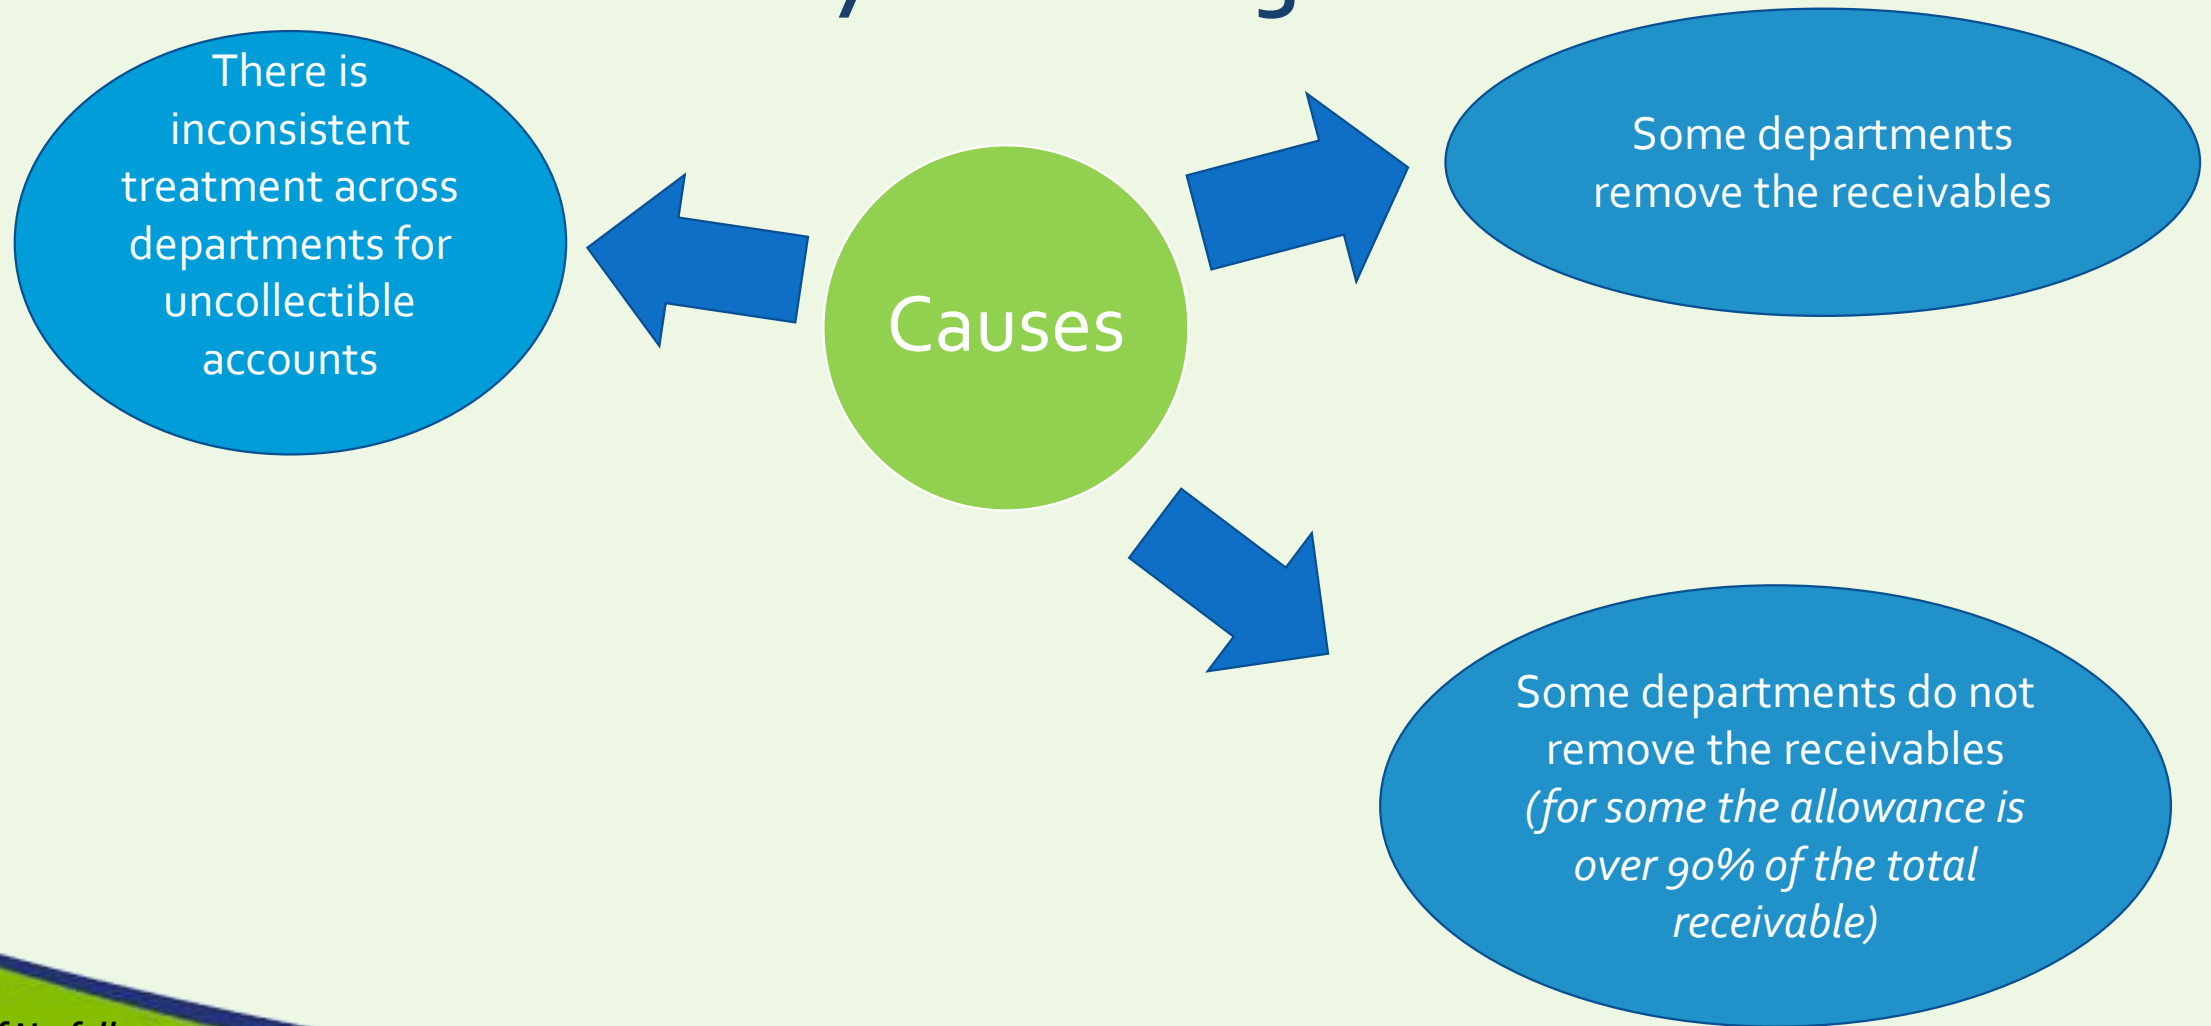 There is
inconsistent
treatment across
departments for
uncollectible
accounts
Causes
Some departments
remove the receivables
Some departments do not
remove the receivables
(for some the allowance is
over 90% of the total
receivable)